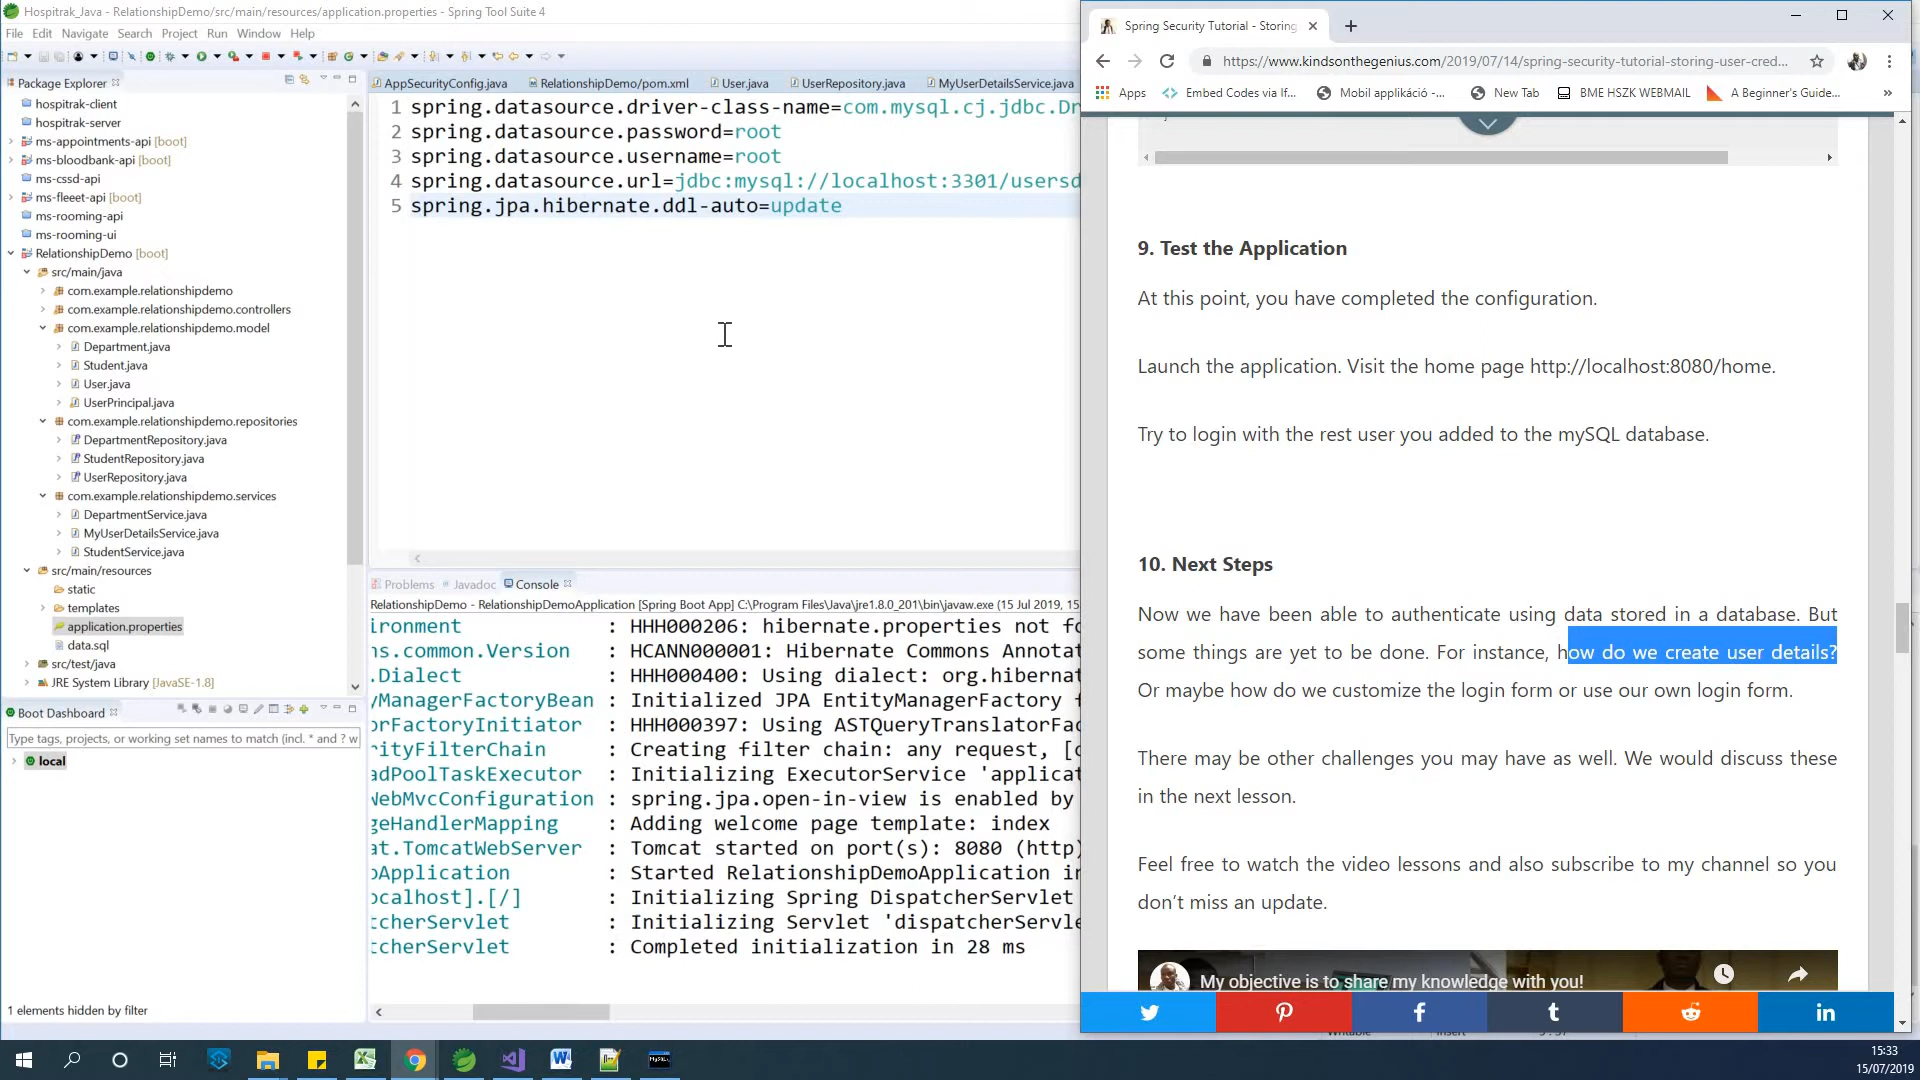 Hospitrak_Java - RelationshipDemo/src/main/resources/application.properties - Spring Tool Suite 4
File Edit Navigate Search Project Run Window Help
Package Explorer
hospitrak-client
hospitrak-server
ms-appointments-api [boot]
ms-bloodbank-api [boot]
ms-cssd-api
ms-fleeet-api [boot]
ms-rooming-api
ms-rooming-ui
RelationshipDemo [boot]
src/main/java
com.example.relationshipdemo
com.example.relationshipdemo.controllers
com.example.relationshipdemo.model
Department.java
Student.java
User.java
UserPrincipal.java
com.example.relationshipdemo.repositories
DepartmentRepository.java
StudentRepository.java
UserRepository.java
com.example.relationshipdemo.services
DepartmentService.java
MyUserDetailsService.java
StudentService.java
src/main/resources
static
templates
application.properties
data.sql
src/test/java
JRE System Library [JavaSE-1.8]
Boot Dashboard
Type tags, projects, or working set names to match (incl. * and ? w
local
1 elements hidden by filter
AppSecurityConfig.java RelationshipDemo/pom.xml User.java UserRepository.java MyUserDetailsService.java
1 spring.datasource.driver-class-name=com.mysql.cj.jdbc.Dr
2 spring.datasource.password=root
3 spring.datasource.username=root
4 spring.datasource.url=jdbc:mysql://localhost:3301/usersd
5 spring.jpa.hibernate.ddl-auto=update
Problems Javadoc Console
RelationshipDemo - RelationshipDemoApplication [Spring Boot App] C:\Program Files\Java\jre1.8.0_201\bin\javaw.exe (15 Jul 2019, 15
ironment : HHH000206: hibernate.properties not fo
ns.common.Version : HCANN000001: Hibernate Commons Annotat
.Dialect : HHH000400: Using dialect: org.hibernat
yManagerFactoryBean : Initialized JPA EntityManagerFactory f
orFactoryInitiator : HHH000397: Using ASTQueryTranslatorFac
rityFilterChain : Creating filter chain: any request, [o
adPoolTaskExecutor : Initializing ExecutorService 'applicat
WebMvcConfiguration : spring.jpa.open-in-view is enabled by
geHandlerMapping : Adding welcome page template: index
at.TomcatWebServer : Tomcat started on port(s): 8080 (http)
oApplication : Started RelationshipDemoApplication in
ocalhost].[/] : Initializing Spring DispatcherServlet
tcherServlet : Initializing Servlet 'dispatcherServle
tcherServlet : Completed initialization in 28 ms
Spring Security Tutorial - Storing
https://www.kindsonthegenius.com/2019/07/14/spring-security-tutorial-storing-user-cred...
Apps Embed Codes via If... Mobil applikáció -... New Tab BME HSZK WEBMAIL A Beginner's Guide... »
9. Test the Application
At this point, you have completed the configuration.
Launch the application. Visit the home page http://localhost:8080/home.
Try to login with the rest user you added to the mySQL database.
10. Next Steps
Now we have been able to authenticate using data stored in a database. But
some things are yet to be done. For instance, how do we create user details?
Or maybe how do we customize the login form or use our own login form.
There may be other challenges you may have as well. We would discuss these
in the next lesson.
Feel free to watch the video lessons and also subscribe to my channel so you
don't miss an update.
My objective is to share my knowledge with you!
15:33
15/07/2019